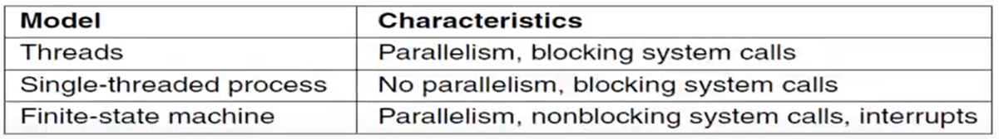 Model Characteristics
Threads Parallelism, blocking system calls
Single-threaded process No parallelism, blocking system calls
Finite-state machine Parallelism, nonblocking system calls, interrupts